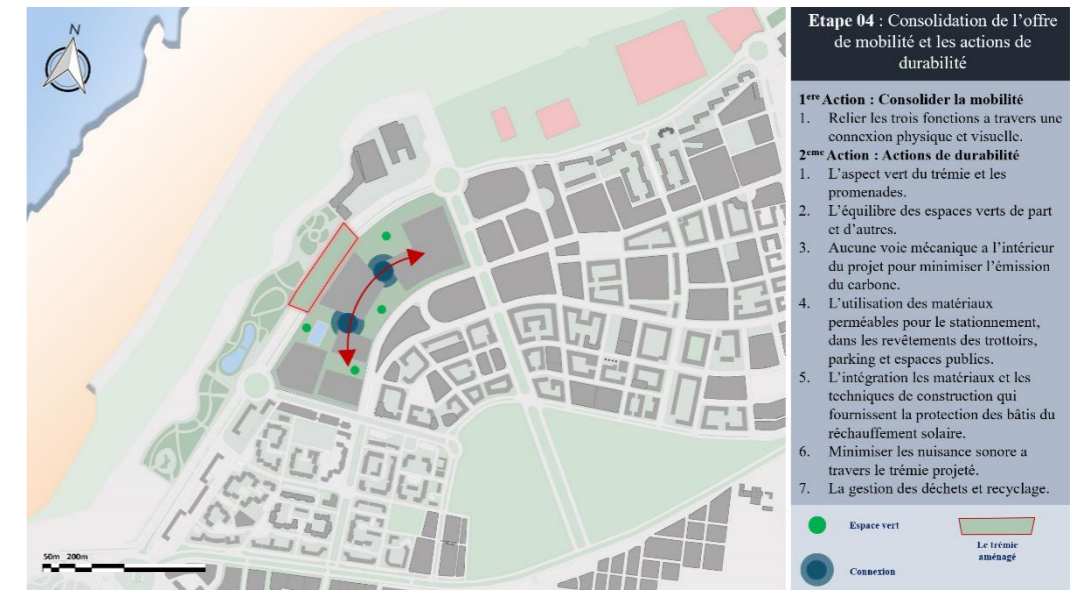 N
50m 200m
Etape 04 : Consolidation de l’offre
de mobilité et les actions de
durabilité
1ere Action : Consolider la mobilité
1. Relier les trois fonctions a travers une
connexion physique et visuelle.
2eme Action : Actions de durabilité
1. L’aspect vert du trémie et les
promenades.
2. L’équilibre des espaces verts de part
et d’autres.
3. Aucune voie mécanique a l’intérieur
du projet pour minimiser l’émission
du carbone.
4. L’utilisation des matériaux
perméables pour le stationnement,
dans les revêtements des trottoirs,
parking et espaces publics.
5. L’intégration les matériaux et les
techniques de construction qui
fournissent la protection des bâtis du
réchauffement solaire.
6. Minimiser les nuisance sonore a
travers le trémie projeté.
7. La gestion des déchets et recyclage.
Espace vert
Le trémie
aménagé
Connexion